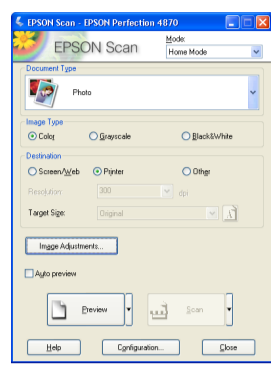 EPSON Scan - EPSON Perfection 4870
EPSON Scan
Mode:
Home Mode
Document Type
Photo
Image Type
Color
Grayscale
Black&White
Destination
Screen/Web
Printer
Other
Resolution:
300
dpi
Target Size:
Original
Image Adjustments...
Auto preview
Preview
Scan
Help
Configuration...
Close